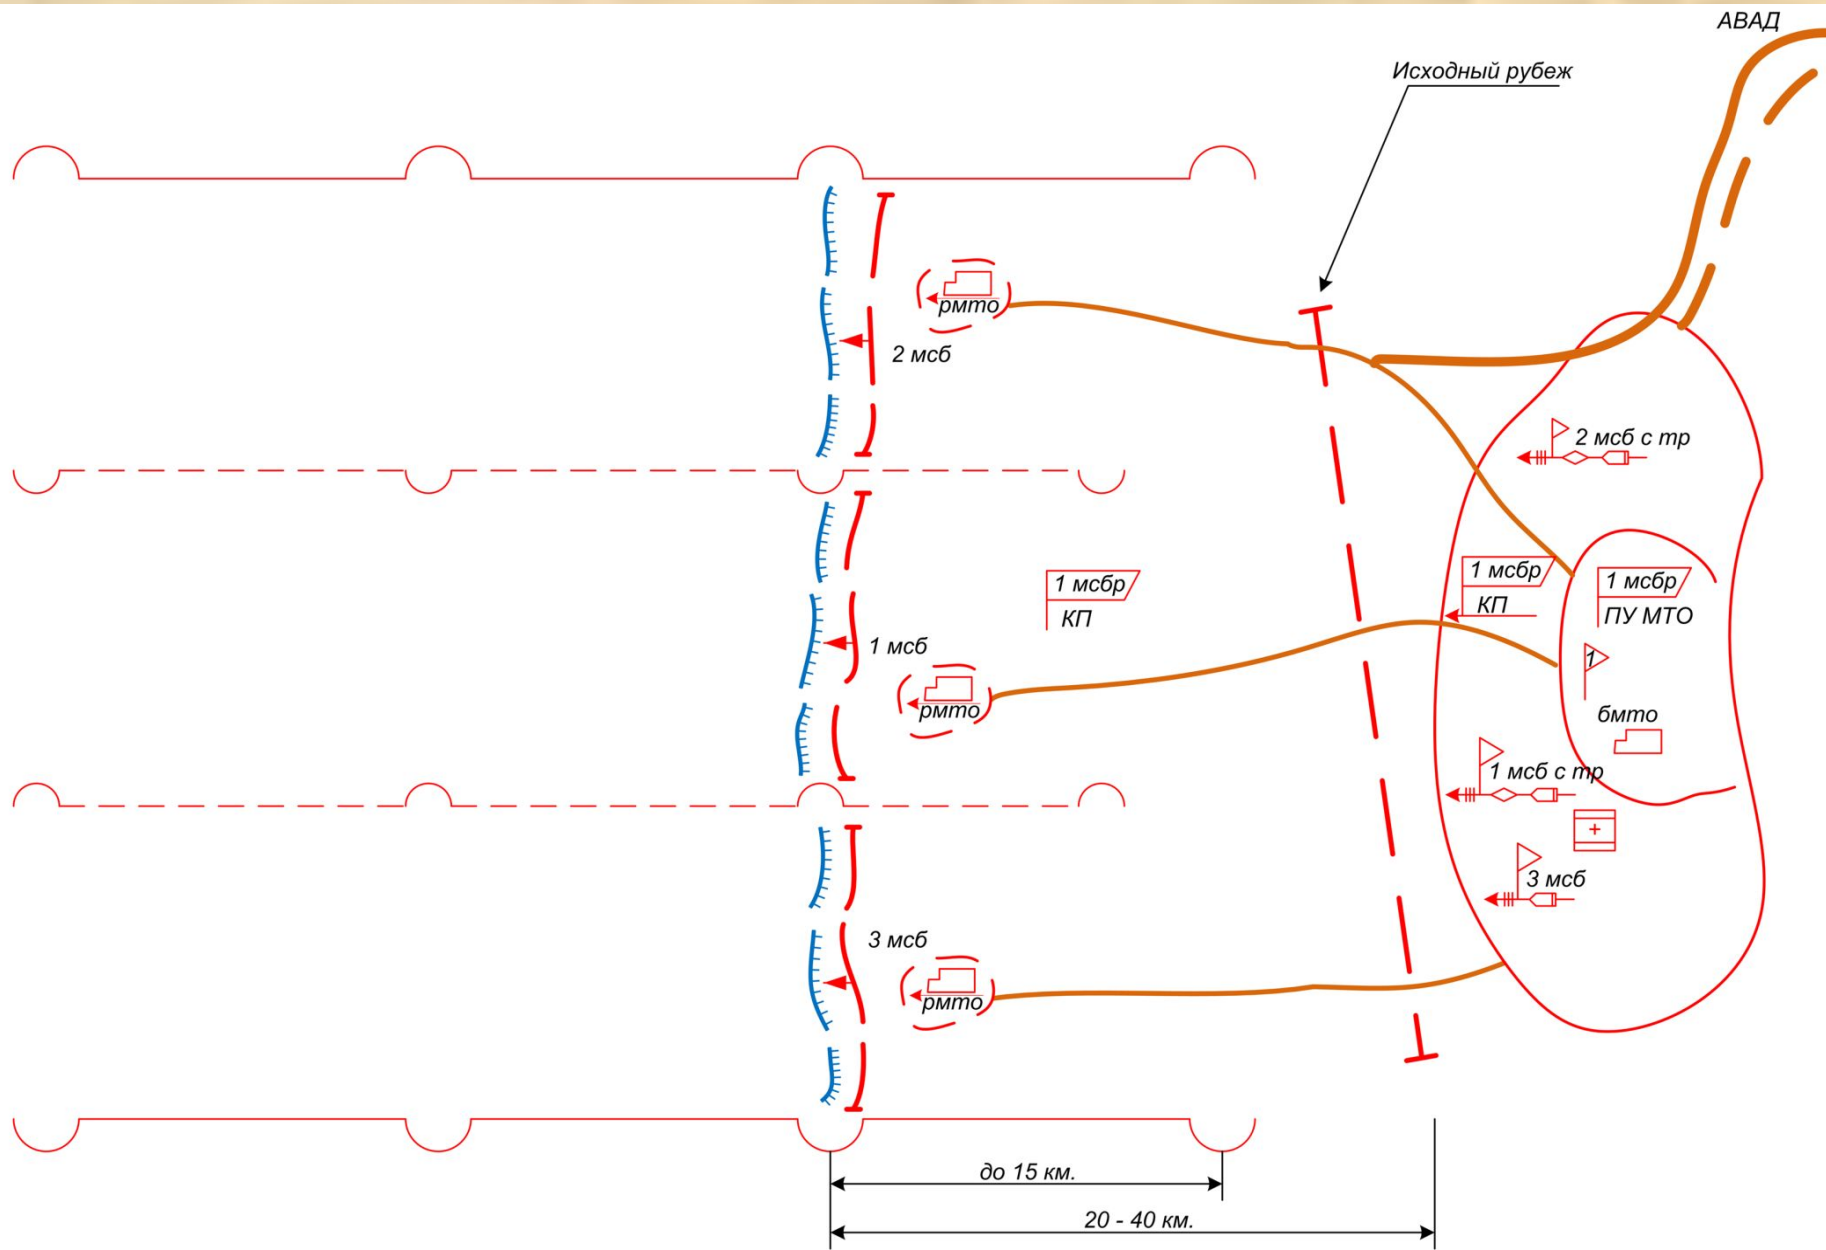 АВАД
Исходный рубеж
рмто
2 мсб
2 мсб с тр
1 мсбр
КП
1 мсбр
КП
1 мсбр
ПУ МТО
1 мсб
1
рмто
бмто
1 мсб с тр
3 мсб
3 мсб
рмто
до 15 км.
20 - 40 км.